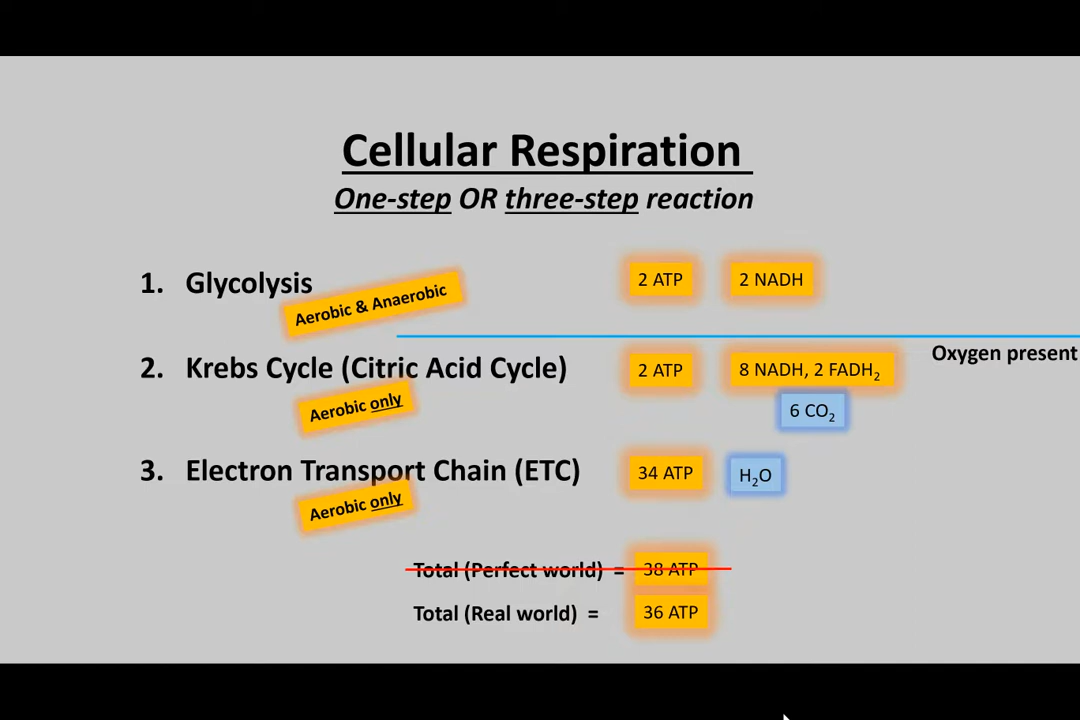 Cellular Respiration
One-step OR three-step reaction
1. Glycolysis
2 ATP
2 NADH
Aerobic & Anaerobic
Oxygen present
2. Krebs Cycle (Citric Acid Cycle)
2 ATP
8 NADH, 2 FADH₂
Aerobic only
6 CO₂
3. Electron Transport Chain (ETC)
34 ATP
H₂O
Aerobic only
Total (Perfect world) = 38 ATP
Total (Real world) = 36 ATP